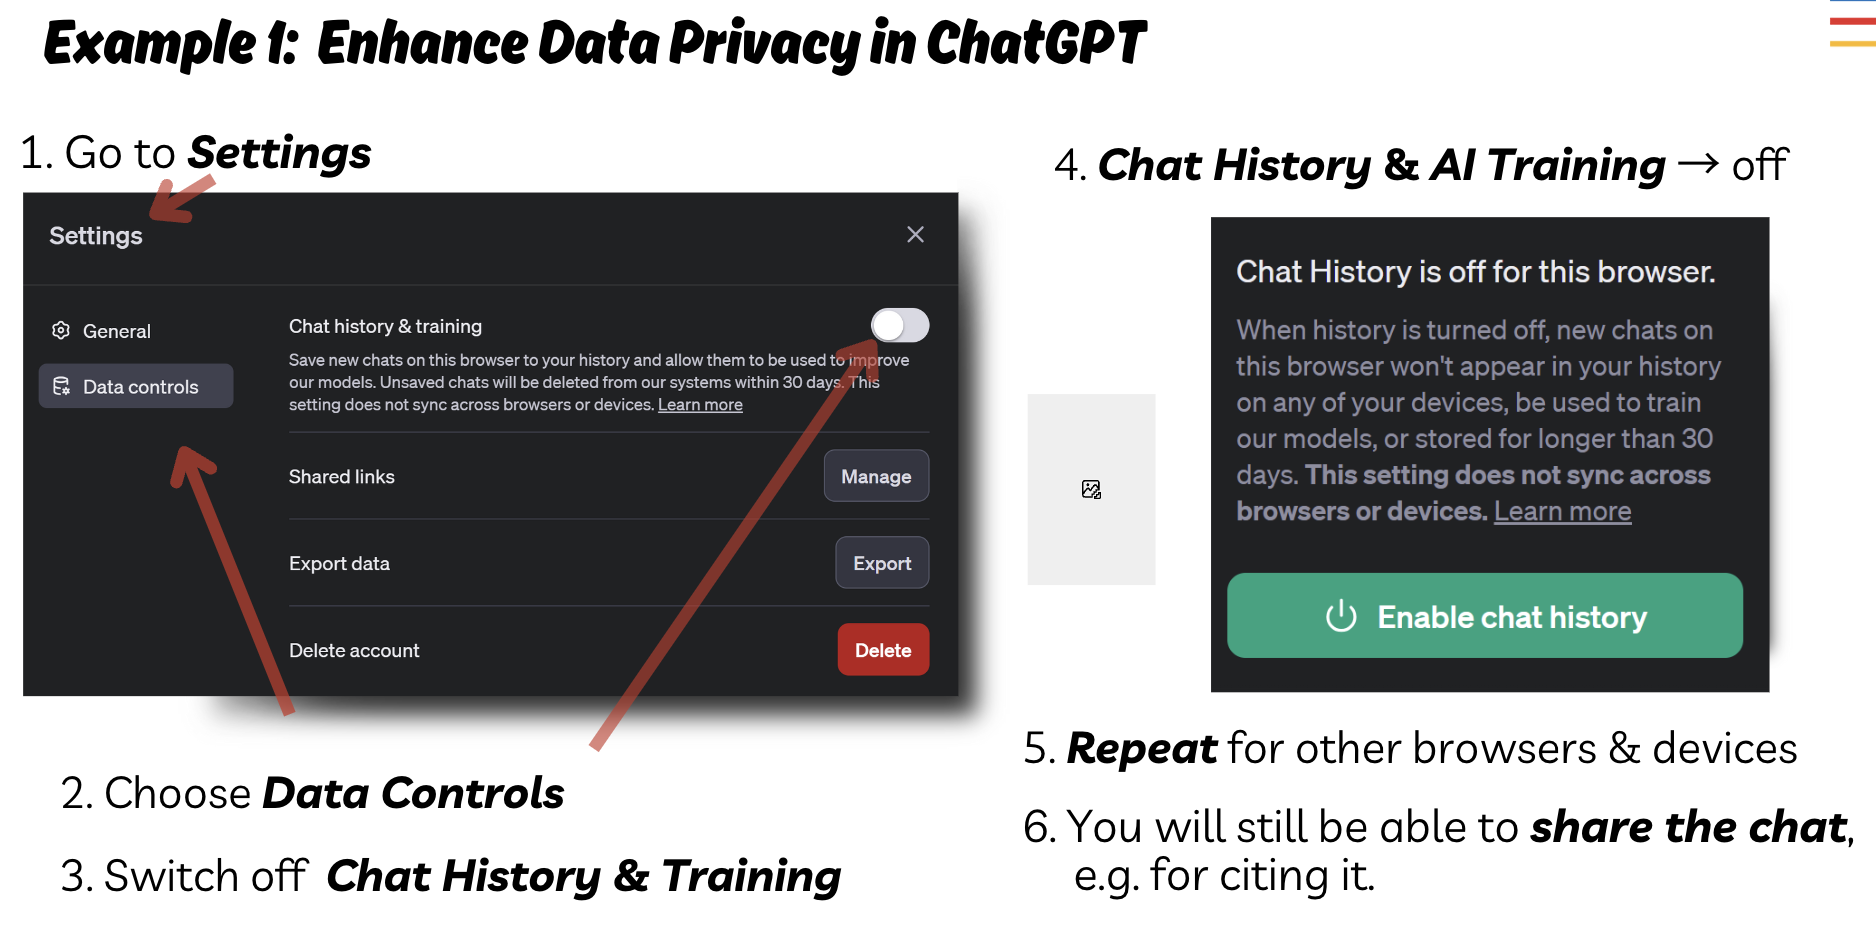 Example 1: Enhance Data Privacy in ChatGPT
1. Go to Settings
Settings
General
Data controls
Chat history & training
Save new chats on this browser to your history and allow them to be used to improve
our models. Unsaved chats will be deleted from our systems within 30 days. This
setting does not sync across browsers or devices. Learn more
Shared links
Manage
Export data
Export
Delete account
Delete
2. Choose Data Controls
3. Switch off Chat History & Training
4. Chat History & AI Training → off
Chat History is off for this browser.
When history is turned off, new chats on
this browser won't appear in your history
on any of your devices, be used to train
our models, or stored for longer than 30
days. This setting does not sync across
browsers or devices. Learn more
Enable chat history
5. Repeat for other browsers & devices
6. You will still be able to share the chat,
e.g. for citing it.